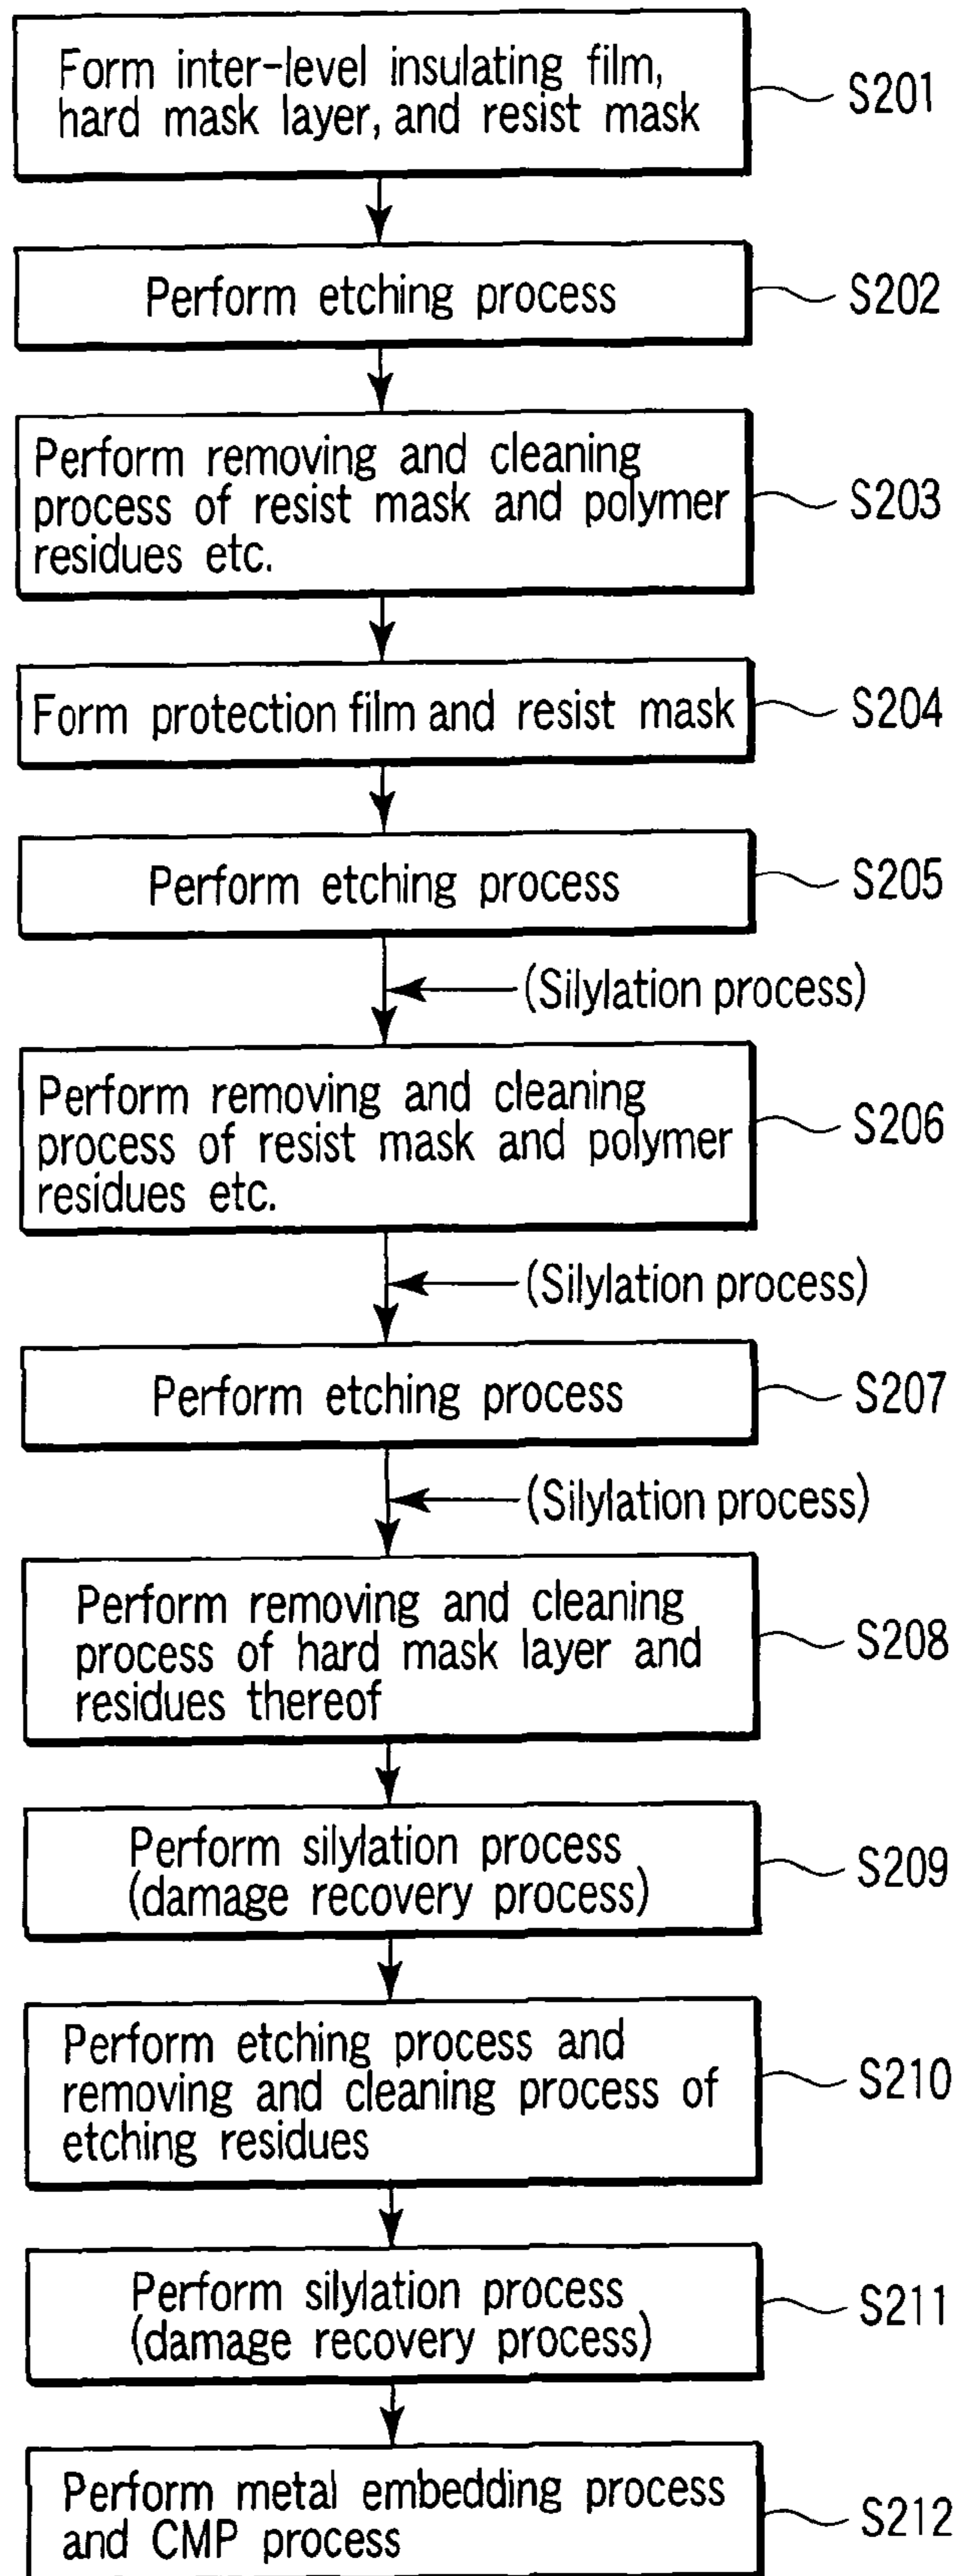 Form inter-level insulating film,
hard mask layer, and resist mask
S201
Perform etching process
S202
Perform removing and cleaning
process of resist mask and polymer
residues etc.
S203
Form protection film and resist mask
S204
Perform etching process
S205
(Silylation process)
Perform removing and cleaning
process of resist mask and polymer
residues etc.
S206
(Silylation process)
Perform etching process
S207
(Silylation process)
Perform removing and cleaning
process of hard mask layer and
residues thereof
S208
Perform silylation process
(damage recovery process)
S209
Perform etching process and
removing and cleaning process of
etching residues
S210
Perform silylation process
(damage recovery process)
S211
Perform metal embedding process
and CMP process
S212